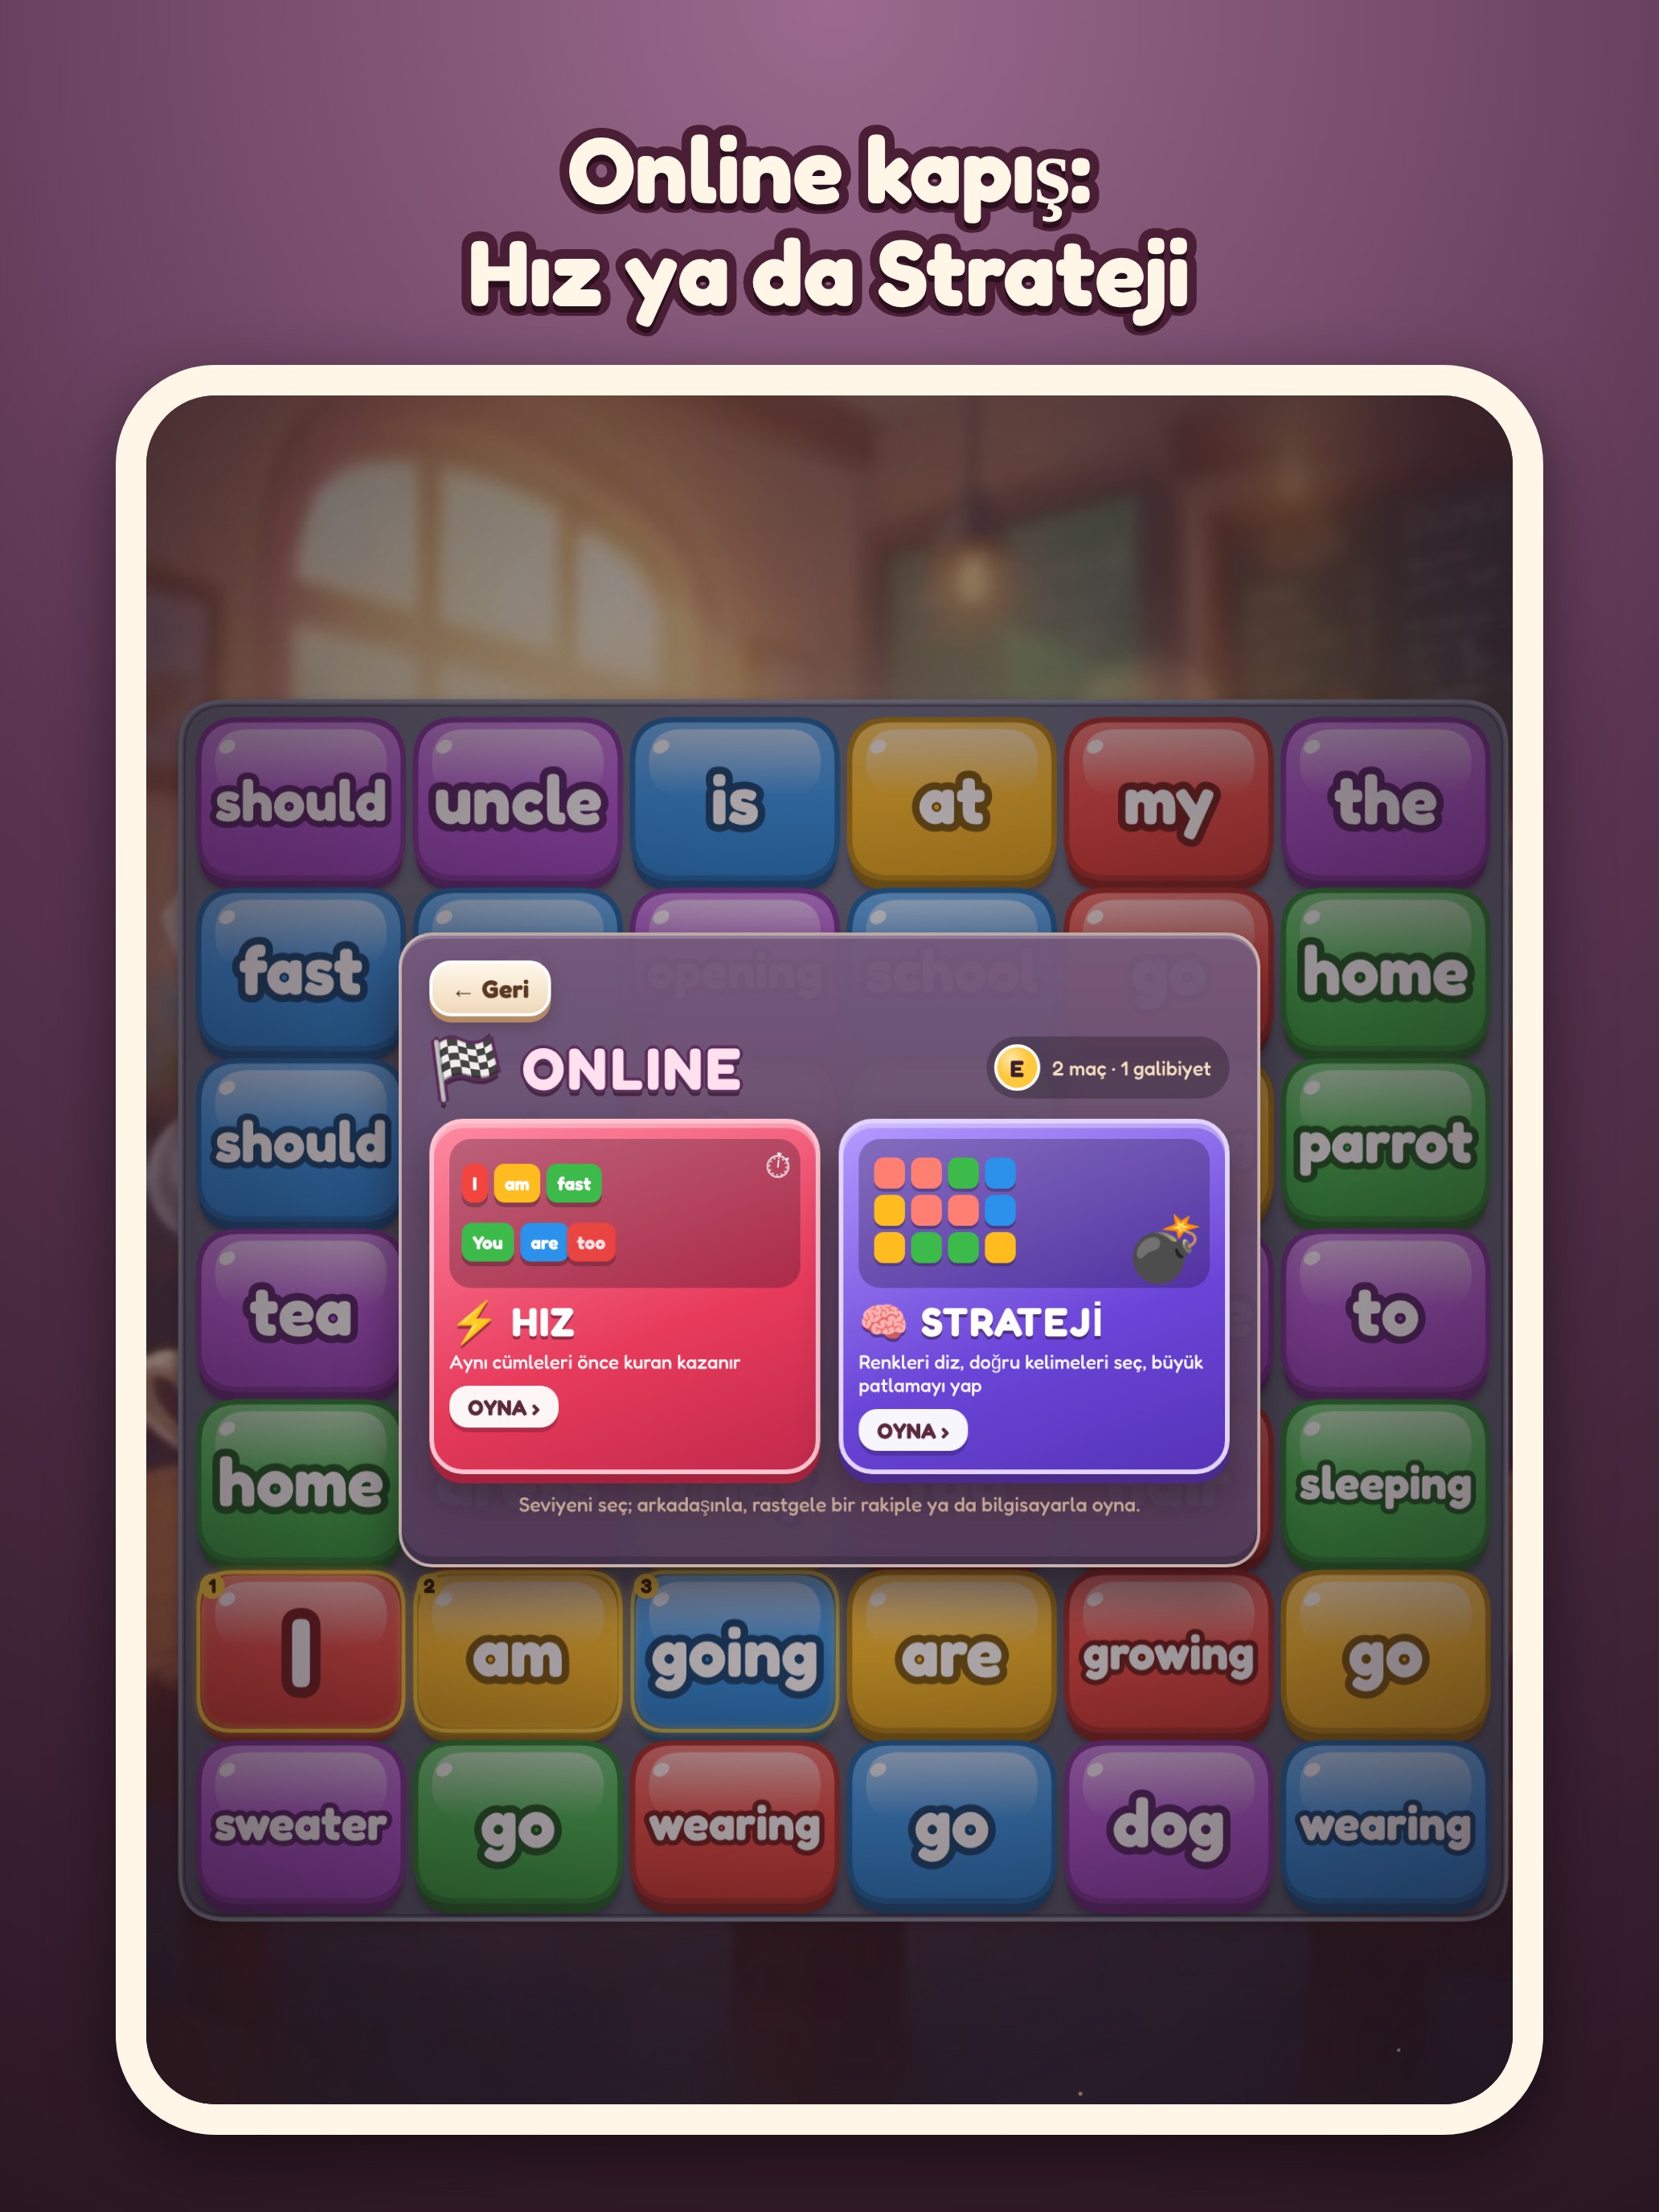 Online kapış:
Hız ya da Strateji
should uncle is at my the
fast opening school go home
← Geri
ONLINE
E 2 maç · 1 galibiyet
should parrot
I am fast
You are too
HIZ
Aynı cümleleri önce kuran kazanır
OYNA ›
STRATEJİ
Renkleri diz, doğru kelimeleri seç, büyük
patlamayı yap
OYNA ›
tea to
home sleeping
Seviyeni seç; arkadaşınla, rastgele bir rakiple ya da bilgisayarla oyna.
1 2 3
I am going are growing go
sweater go wearing go dog wearing